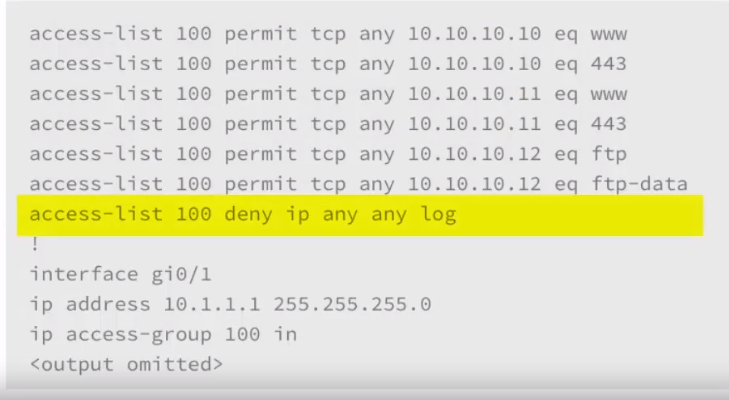 access-list 100 permit tcp any 10.10.10.10 eq www
access-list 100 permit tcp any 10.10.10.10 eq 443
access-list 100 permit tcp any 10.10.10.11 eq www
access-list 100 permit tcp any 10.10.10.11 eq 443
access-list 100 permit tcp any 10.10.10.12 eq ftp
access-list 100 permit tcp any 10.10.10.12 eq ftp-data
access-list 100 deny ip any any log
!
interface gi0/1
ip address 10.1.1.1 255.255.255.0
ip access-group 100 in
<output omitted>